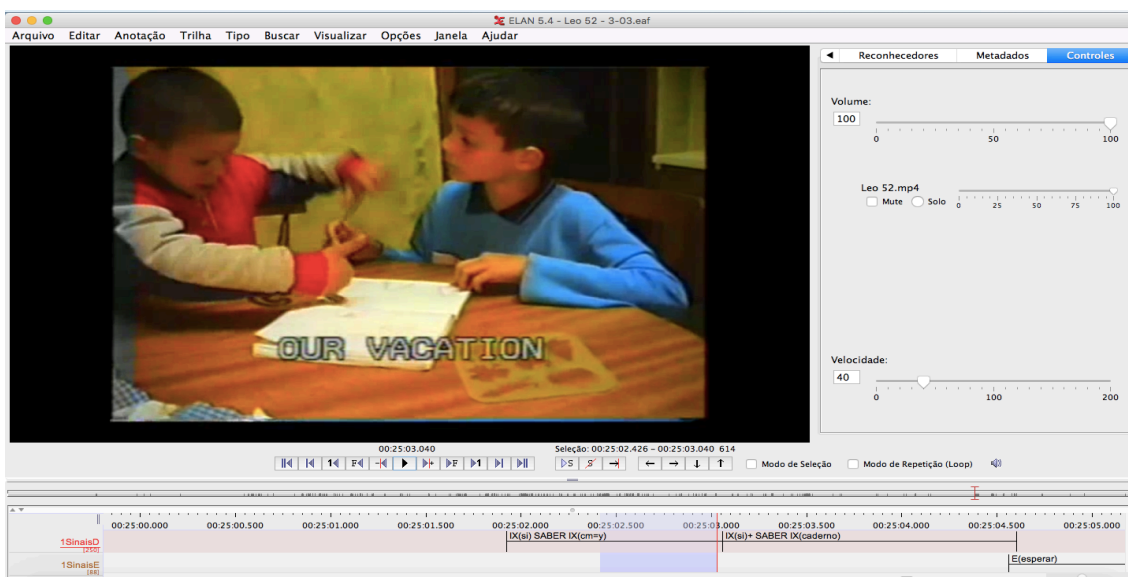 ELAN 5.4 - Leo 52 - 3-03.eaf
Arquivo Editar Anotação Trilha Tipo Buscar Visualizar Opções Janela Ajudar
Reconhecedores Metadados Controles
Volume:
100
0 50 100
Leo 52.mp4
Mute Solo
0 25 50 75 100
OUR VACATION
Velocidade:
40
0 100 200
00:25:03.040 Seleção: 00:25:02.426 - 00:25:03.040 614
1 F F 1 S S Modo de Seleção Modo de Repetição (Loop)
00:25:00.000 00:25:00.500 00:25:01.000 00:25:01.500 00:25:02.000 00:25:02.500 00:25:03.000 00:25:03.500 00:25:04.000 00:25:04.500 00:25:05.000
1SinaisD IX(si) SABER IX(cm=y) IX(si)+ SABER IX(caderno)
[250]
1SinaisE E(esperar)
[88]